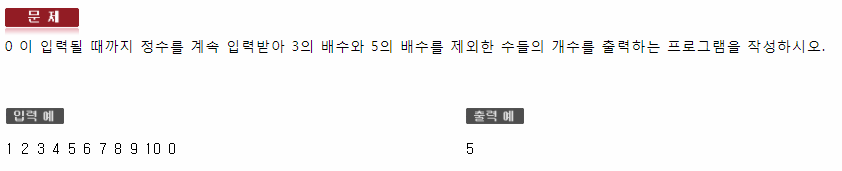 문 제
0 이 입력될 때까지 정수를 계속 입력받아 3의 배수와 5의 배수를 제외한 수들의 개수를 출력하는 프로그램을 작성하시오.
입력 예
출력 예
1 2 3 4 5 6 7 8 9 10 0
5